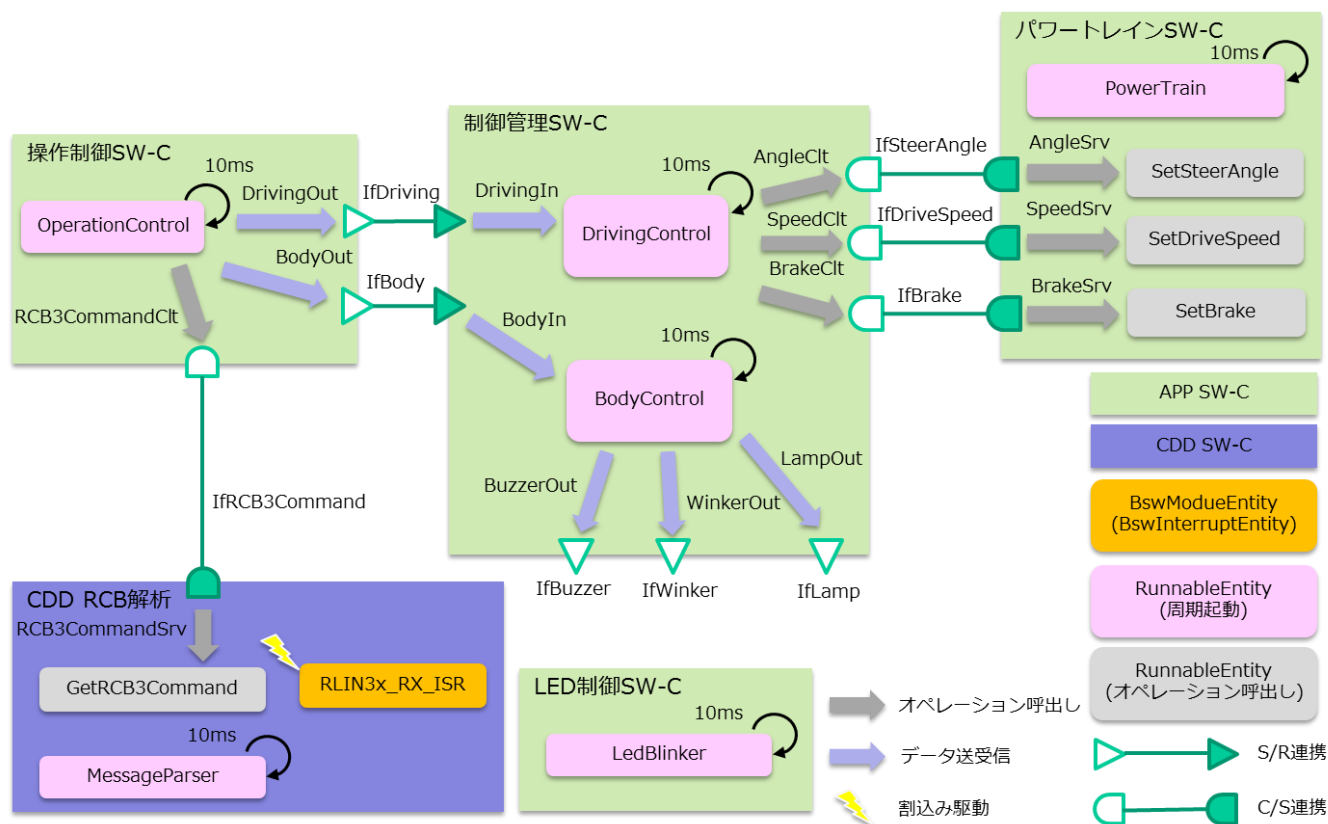 操作制御SW-C
10ms
OperationControl
DrivingOut
BodyOut
RCB3CommandClt
IfDriving
IfBody
制御管理SW-C
DrivingIn
10ms
DrivingControl
AngleClt
SpeedClt
BrakeClt
BodyIn
10ms
BodyControl
BuzzerOut
WinkerOut
LampOut
IfBuzzer
IfWinker
IfLamp
IfSteerAngle
IfDriveSpeed
IfBrake
パワートレインSW-C
10ms
PowerTrain
AngleSrv
SetSteerAngle
SpeedSrv
SetDriveSpeed
BrakeSrv
SetBrake
IfRCB3Command
CDD RCB解析
RCB3CommandSrv
GetRCB3Command
RLIN3x_RX_ISR
10ms
MessageParser
LED制御SW-C
10ms
LedBlinker
APP SW-C
CDD SW-C
BswModueEntity
(BswInterruptEntity)
RunnableEntity
(周期起動)
RunnableEntity
(オペレーション呼出し)
オペレーション呼出し
データ送受信
割込み駆動
S/R連携
C/S連携